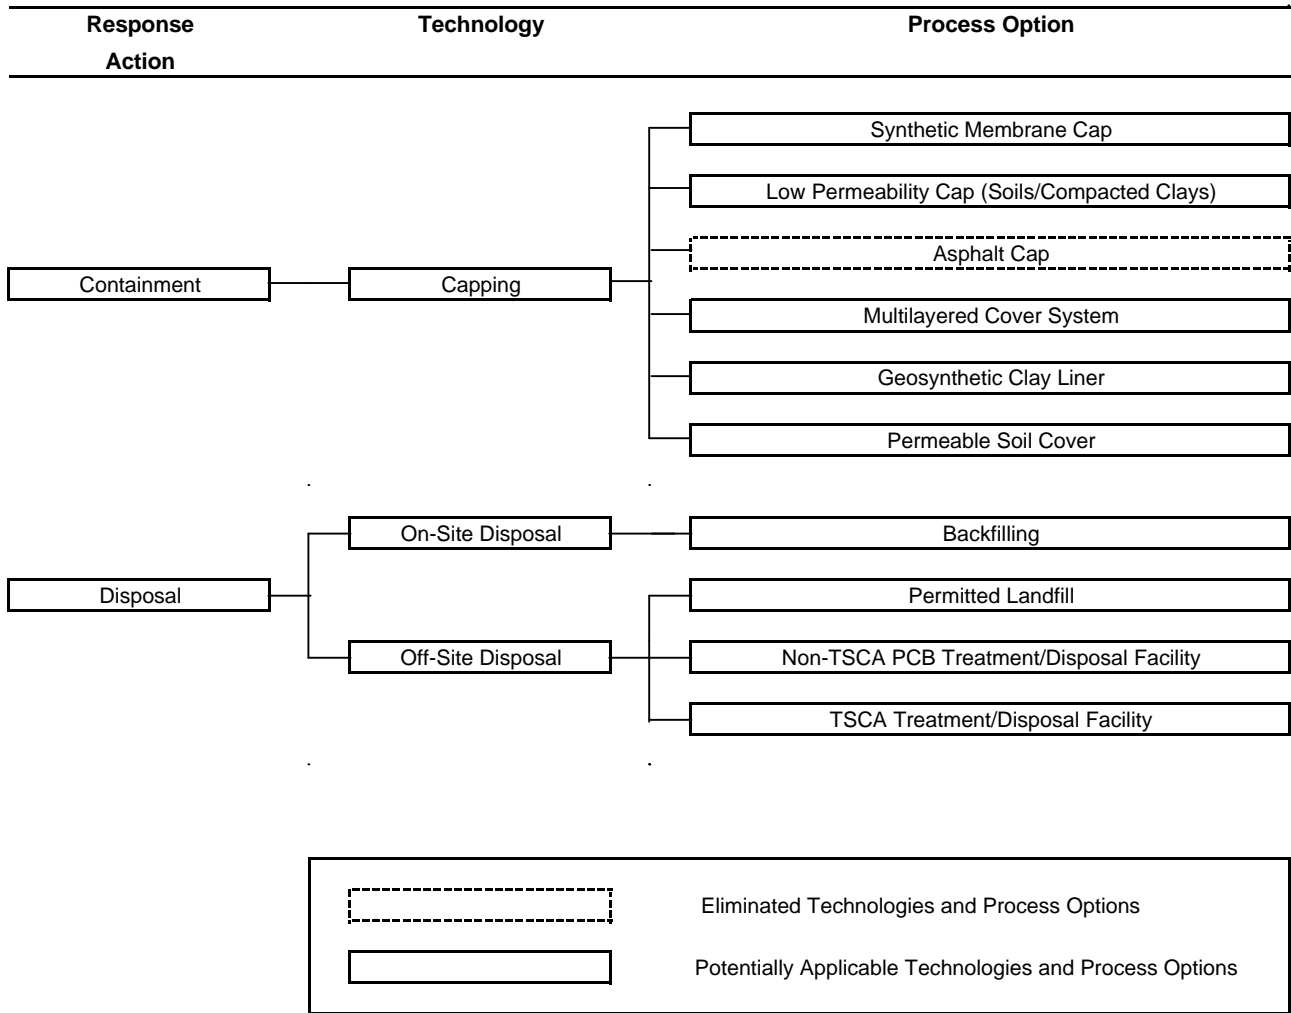 Response Action
Technology
Process Option
Synthetic Membrane Cap
Low Permeability Cap (Soils/Compacted Clays)
Asphalt Cap
Containment
Capping
Multilayered Cover System
Geosynthetic Clay Liner
Permeable Soil Cover
On-Site Disposal
Backfilling
Disposal
Permitted Landfill
Off-Site Disposal
Non-TSCA PCB Treatment/Disposal Facility
TSCA Treatment/Disposal Facility
Eliminated Technologies and Process Options
Potentially Applicable Technologies and Process Options